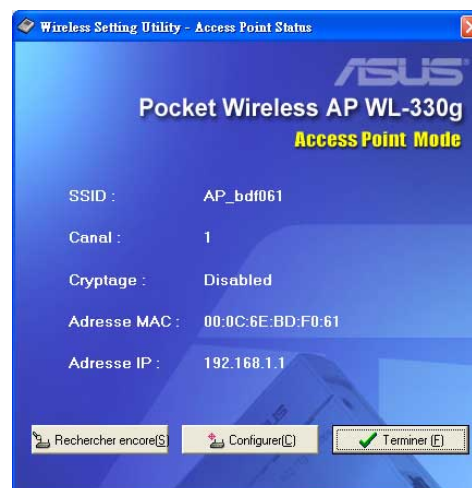 Wireless Setting Utility - Access Point Status
ASUS
Pocket Wireless AP WL-330g
Access Point Mode
SSID : AP_bdf061
Canal : 1
Cryptage : Disabled
Adresse MAC : 00:0C:6E:BD:F0:61
Adresse IP : 192.168.1.1
Rechercher encore(S) Configurer(C) Terminer (F)